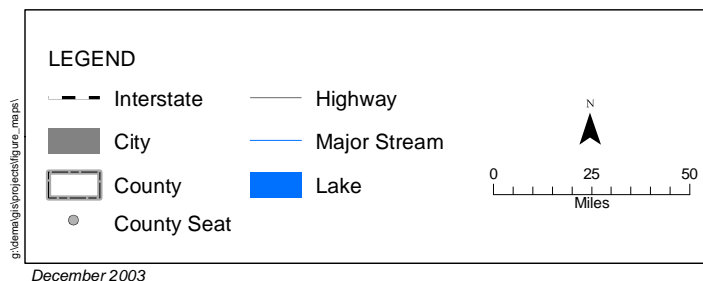 LEGEND
Interstate
Highway
City
Major Stream
County
Lake
County Seat
N
0 25 50
Miles
g:\dema\gis\projects\figure_maps\
December 2003